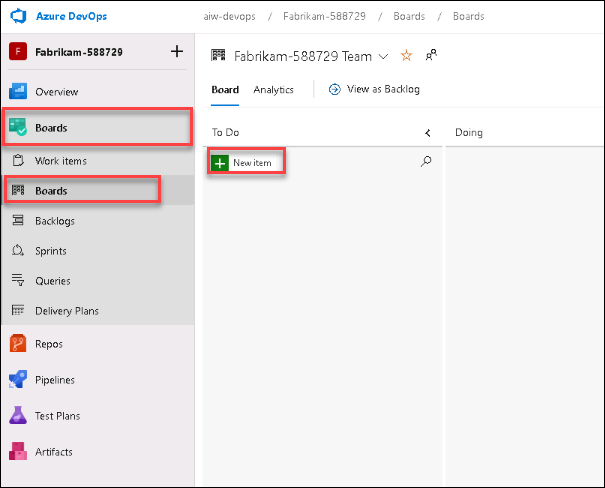 Azure DevOps
aiw-devops / Fabrikam-588729 / Boards / Boards
F Fabrikam-588729 +
Fabrikam-588729 Team
Overview
Board Analytics View as Backlog
Boards
To Do Doing
Work items
New item
Boards
Backlogs
Sprints
Queries
Delivery Plans
Repos
Pipelines
Test Plans
Artifacts